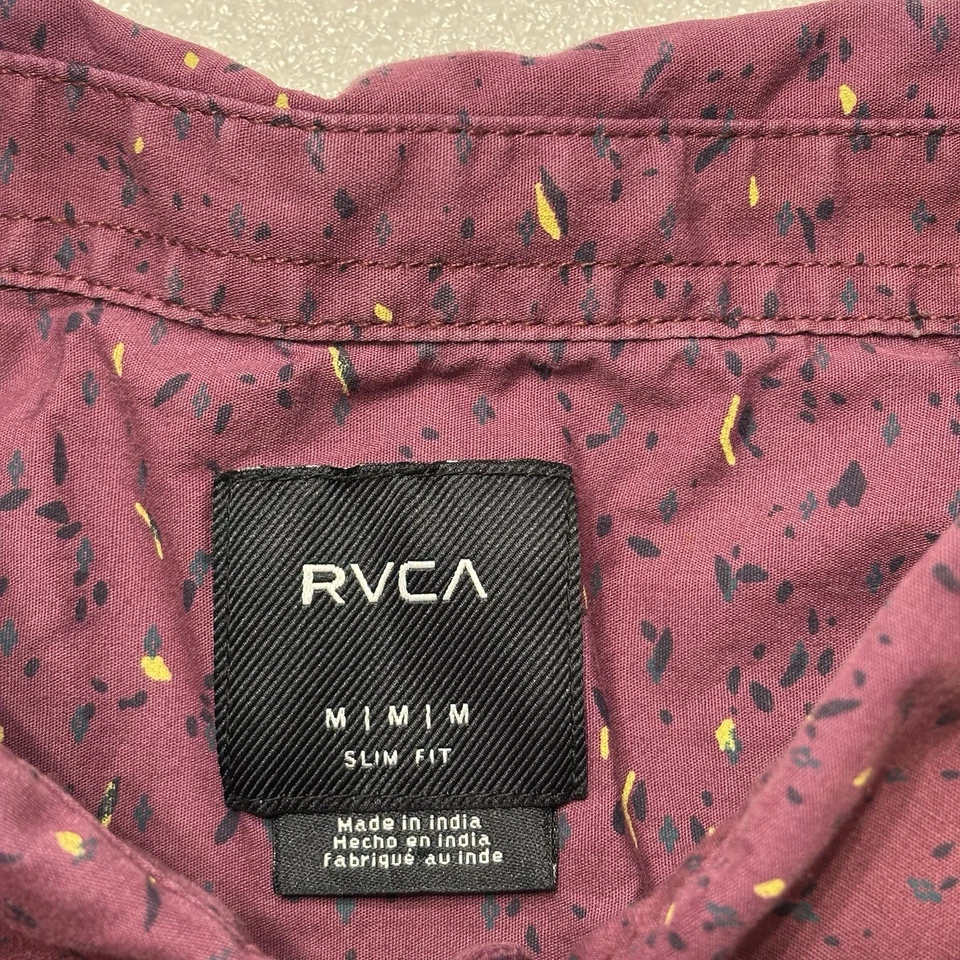 RVCA
M | M | M
SLIM FIT
Made in india
Hecho en india
fabriqué au inde